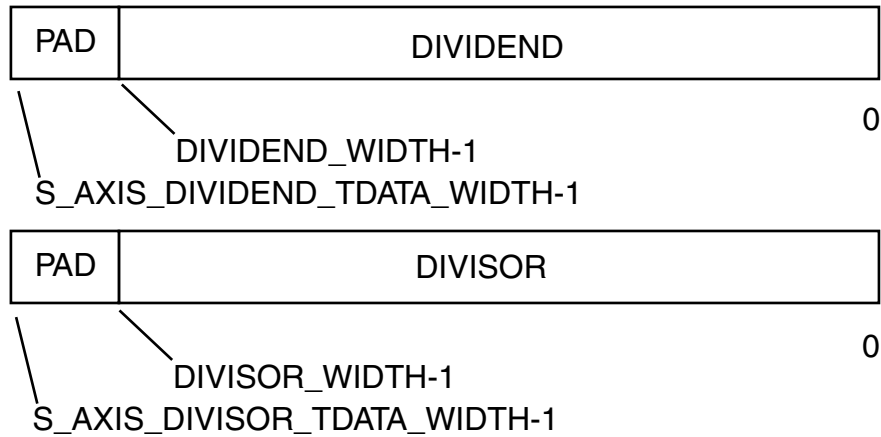 PAD DIVIDEND
0
DIVIDEND_WIDTH-1
S_AXIS_DIVIDEND_TDATA_WIDTH-1
PAD DIVISOR
0
DIVISOR_WIDTH-1
S_AXIS_DIVISOR_TDATA_WIDTH-1